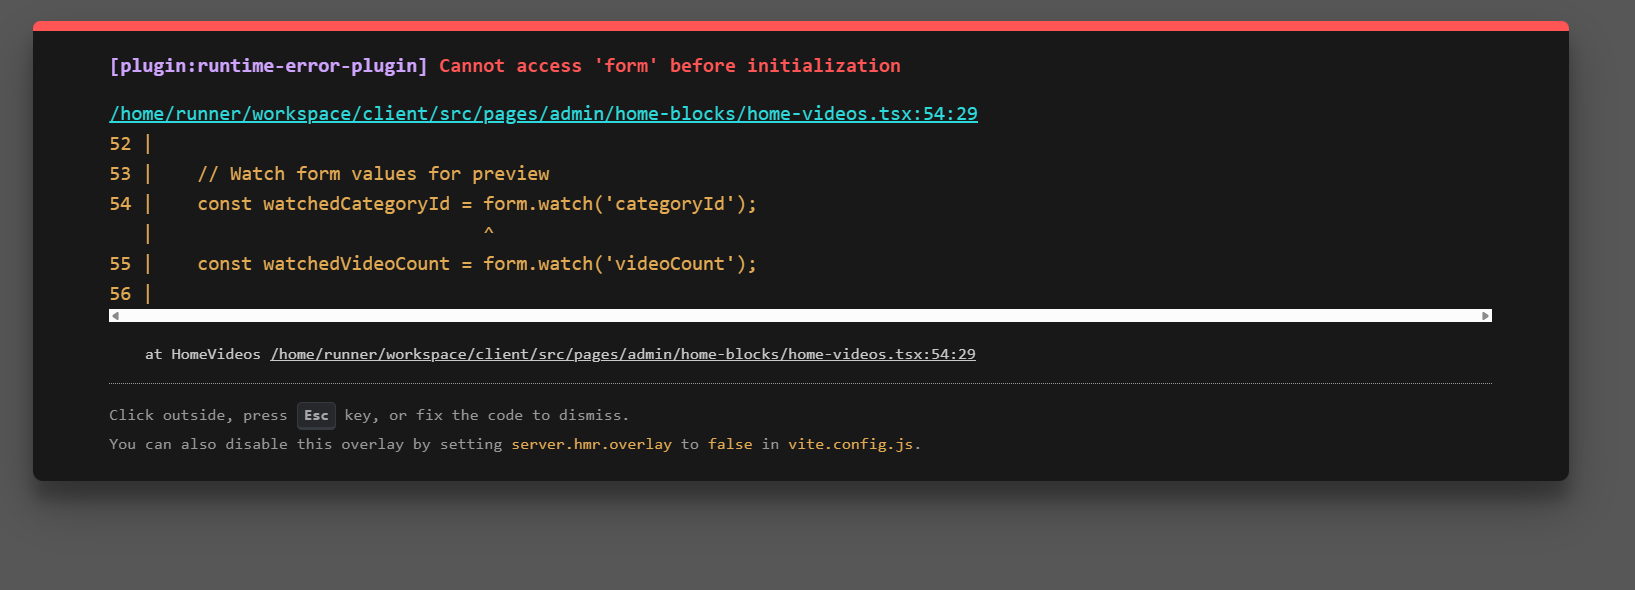 [plugin:runtime-error-plugin] Cannot access 'form' before initialization
/home/runner/workspace/client/src/pages/admin/home-blocks/home-videos.tsx:54:29
52 |
53 |    // Watch form values for preview
54 |    const watchedCategoryId = form.watch('categoryId');
   |                              ^
55 |    const watchedVideoCount = form.watch('videoCount');
56 |
at HomeVideos /home/runner/workspace/client/src/pages/admin/home-blocks/home-videos.tsx:54:29
Click outside, press Esc key, or fix the code to dismiss.
You can also disable this overlay by setting server.hmr.overlay to false in vite.config.js.